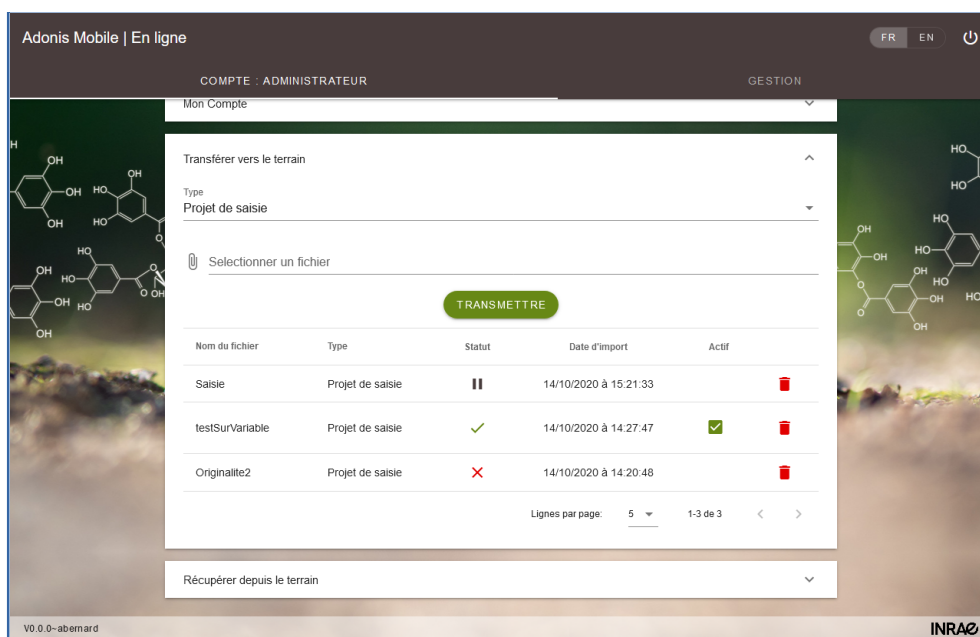 Adonis Mobile | En ligne
FR EN
COMPTE : ADMINISTRATEUR GESTION
Mon Compte
Transférer vers le terrain
Type
Projet de saisie
Selectionner un fichier
TRANSMETTRE
Nom du fichier Type Statut Date d'import Actif
Saisie Projet de saisie 14/10/2020 à 15:21:33
testSurVariable Projet de saisie 14/10/2020 à 14:27:47
Originalite2 Projet de saisie 14/10/2020 à 14:20:48
Lignes par page: 5 1-3 de 3
Récupérer depuis le terrain
V0.0.0~abernard
INRAE